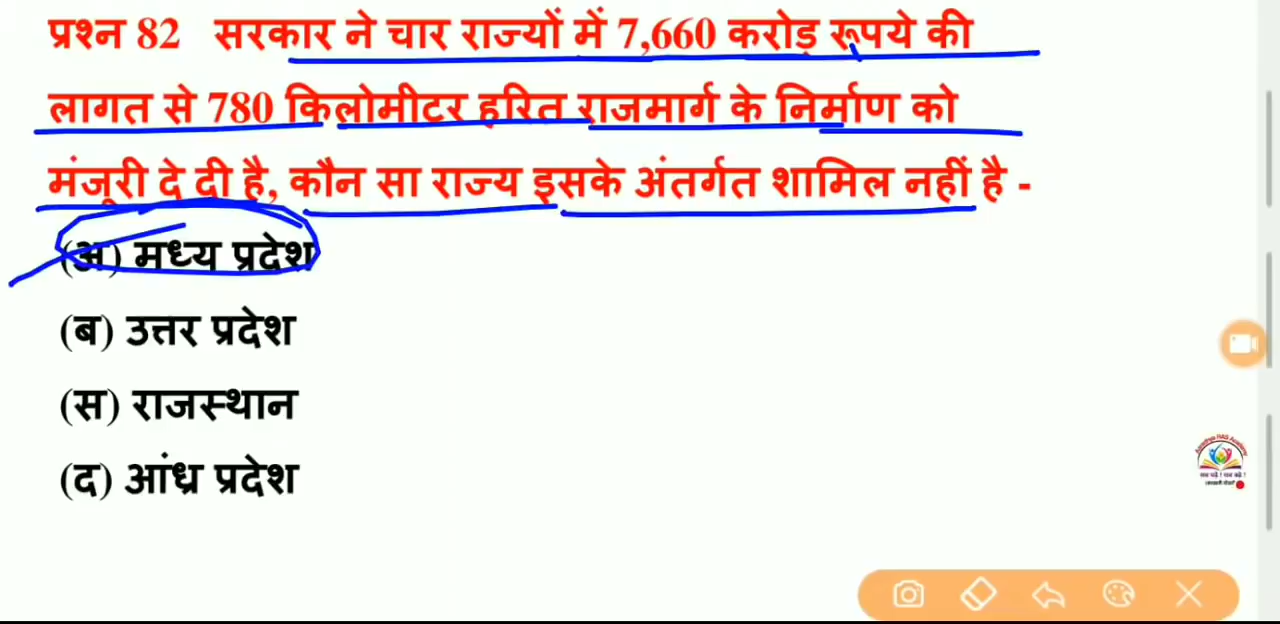 प्रश्न 82 सरकार ने चार राज्यों में 7,660 करोड़ रूपये की
लागत से 780 किलोमीटर हरित राजमार्ग के निर्माण को
मंजूरी दे दी है, कौन सा राज्य इसके अंतर्गत शामिल नहीं है -
(अ) मध्य प्रदेश
(ब) उत्तर प्रदेश
(स) राजस्थान
(द) आंध्र प्रदेश